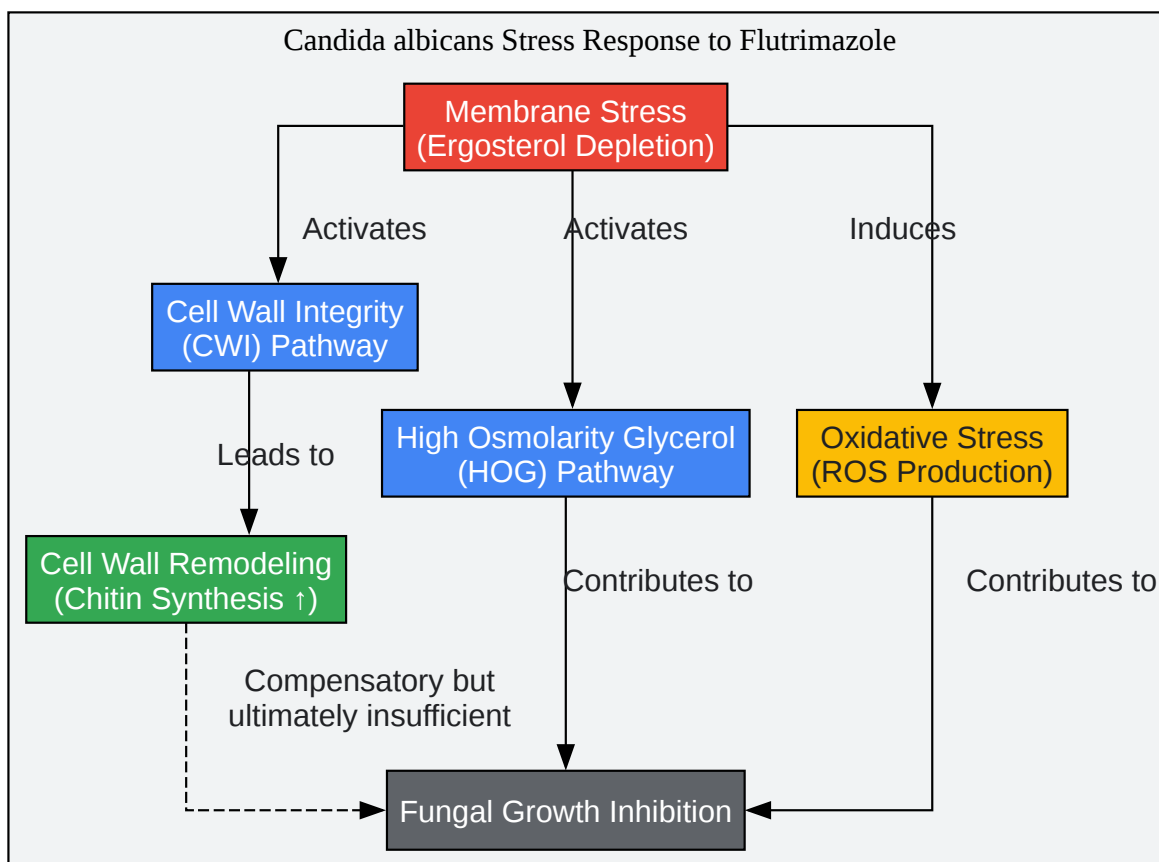 Candida albicans Stress Response to Flutrimazole
Membrane Stress
(Ergosterol Depletion)
Activates
Activates
Induces
Cell Wall Integrity
(CWI) Pathway
High Osmolarity Glycerol
(HOG) Pathway
Oxidative Stress
(ROS Production)
Leads to
Cell Wall Remodeling
(Chitin Synthesis ↑)
Contributes to
Contributes to
Compensatory but
ultimately insufficient
Fungal Growth Inhibition